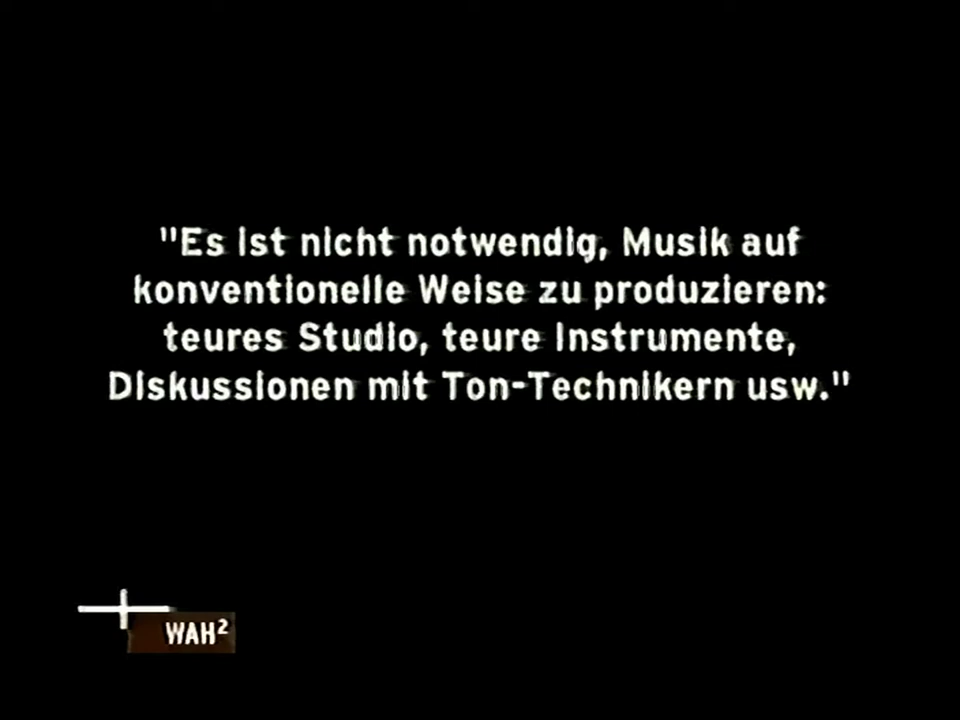 "Es ist nicht notwendig, Musik auf
konventionelle Weise zu produzieren:
teures Studio, teure Instrumente,
Diskussionen mit Ton-Technikern usw."
WAH²